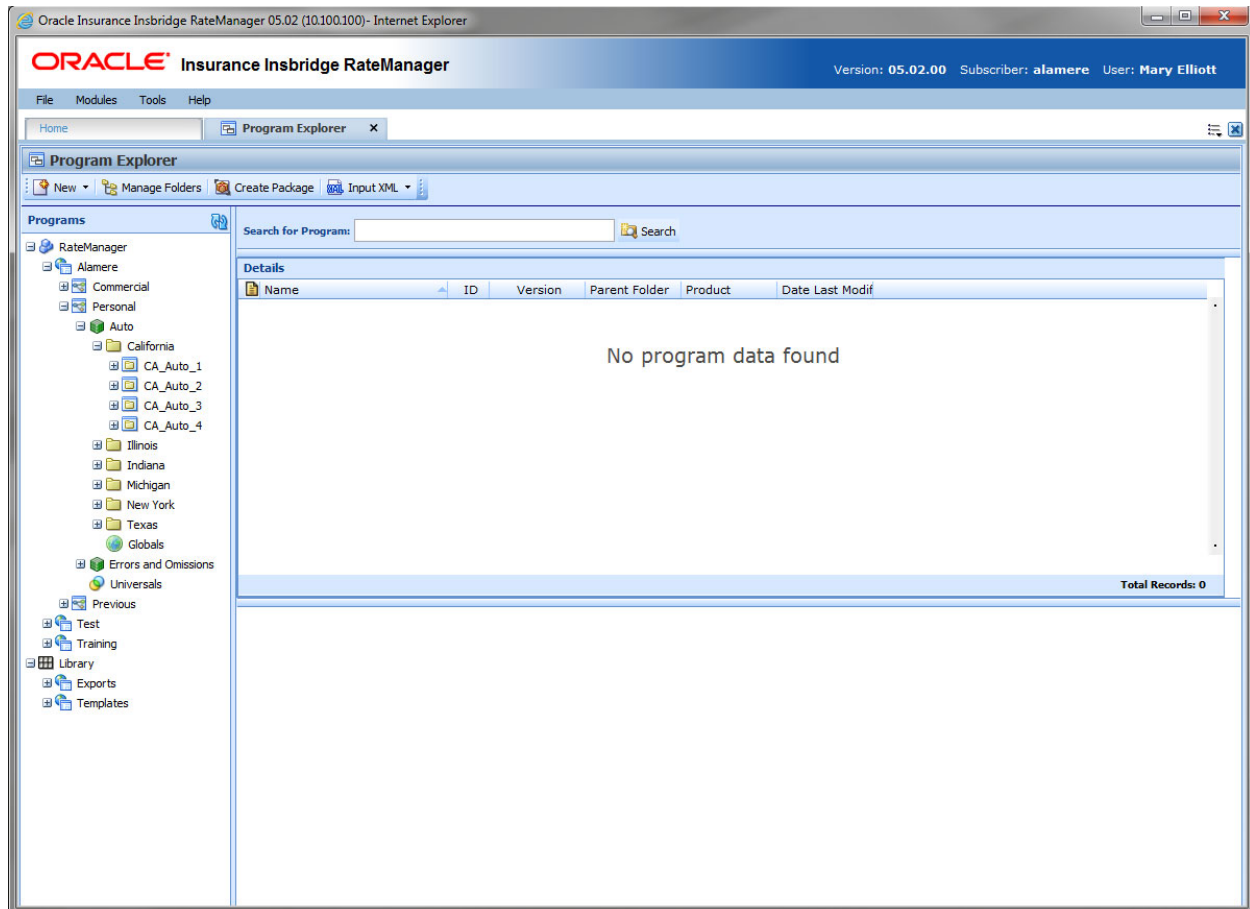 Oracle Insurance Insbridge RateManager 05.02 (10.100.100)- Internet Explorer
ORACLE Insurance Insbridge RateManager
Version: 05.02.00 Subscriber: alamere User: Mary Elliott
File Modules Tools Help
Home Program Explorer x
Program Explorer
New Manage Folders Create Package Input XML
Programs
RateManager
Alamere
Commercial
Personal
Auto
California
CA_Auto_1
CA_Auto_2
CA_Auto_3
CA_Auto_4
Illinois
Indiana
Michigan
New York
Texas
Globals
Errors and Omissions
Universals
Previous
Test
Training
Library
Exports
Templates
Search for Program: Search
Details
Name ID Version Parent Folder Product Date Last Modif
No program data found
Total Records: 0